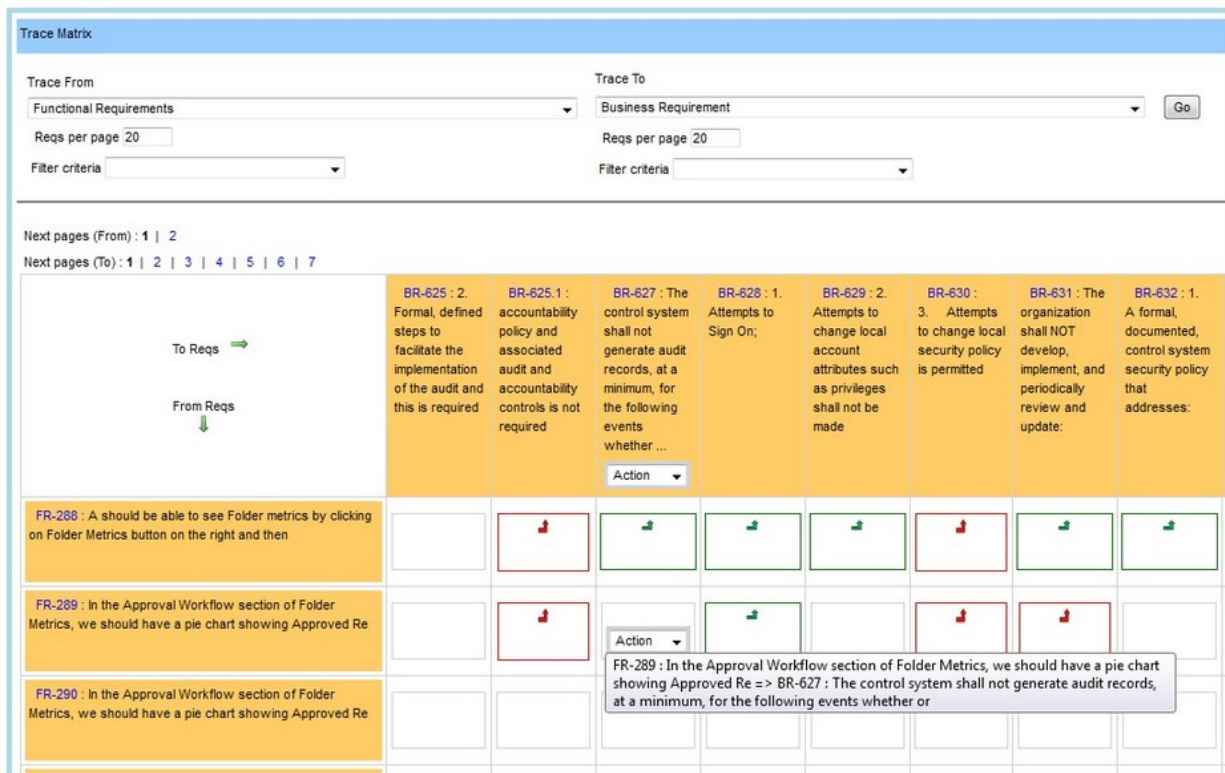 Trace Matrix
Trace From
Functional Requirements
Reqs per page 20
Filter criteria
Trace To
Business Requirement
Go
Reqs per page 20
Filter criteria
Next pages (From) : 1 | 2
Next pages (To) : 1 | 2 | 3 | 4 | 5 | 6 | 7
To Reqs
From Reqs
BR-625 : 2.
Formal, defined
steps to
facilitate the
implementation
of the audit and
this is required
BR-625.1 :
accountability
policy and
associated
audit and
accountability
controls is not
required
BR-627 : The
control system
shall not
generate audit
records, at a
minimum, for
the following
events
whether ...
Action
BR-628 : 1.
Attempts to
Sign On;
BR-629 : 2.
Attempts to
change local
account
attributes such
as privileges
shall not be
made
BR-630 :
3. Attempts
to change local
security policy
is permitted
BR-631 : The
organization
shall NOT
develop,
implement, and
periodically
review and
update:
BR-632 : 1.
A formal,
documented,
control system
security policy
that
addresses:
FR-288 : A should be able to see Folder metrics by clicking
on Folder Metrics button on the right and then
FR-289 : In the Approval Workflow section of Folder
Metrics, we should have a pie chart showing Approved Re
Action
FR-289 : In the Approval Workflow section of Folder Metrics, we should have a pie chart
showing Approved Re => BR-627 : The control system shall not generate audit records,
at a minimum, for the following events whether or
FR-290 : In the Approval Workflow section of Folder
Metrics, we should have a pie chart showing Approved Re